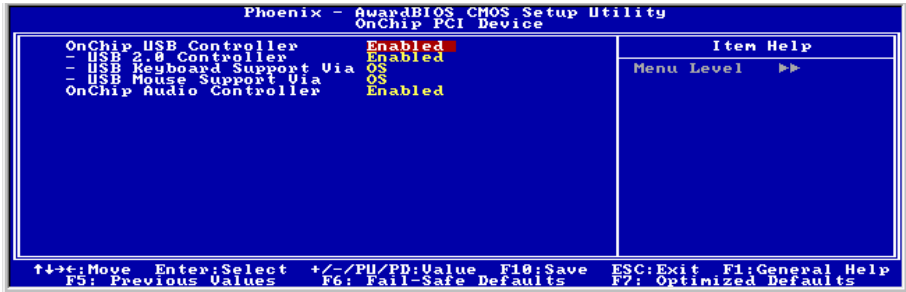 Phoenix - AwardBIOS CMOS Setup Utility
OnChip PCI Device
OnChip USB Controller Enabled
- USB 2.0 Controller Enabled
- USB Keyboard Support Via OS
- USB Mouse Support Via OS
OnChip Audio Controller Enabled
Item Help
Menu Level ►►
↑↓→←:Move Enter:Select +/-/PU/PD:Value F10:Save ESC:Exit F1:General Help
F5: Previous Values F6: Fail-Safe Defaults F7: Optimized Defaults